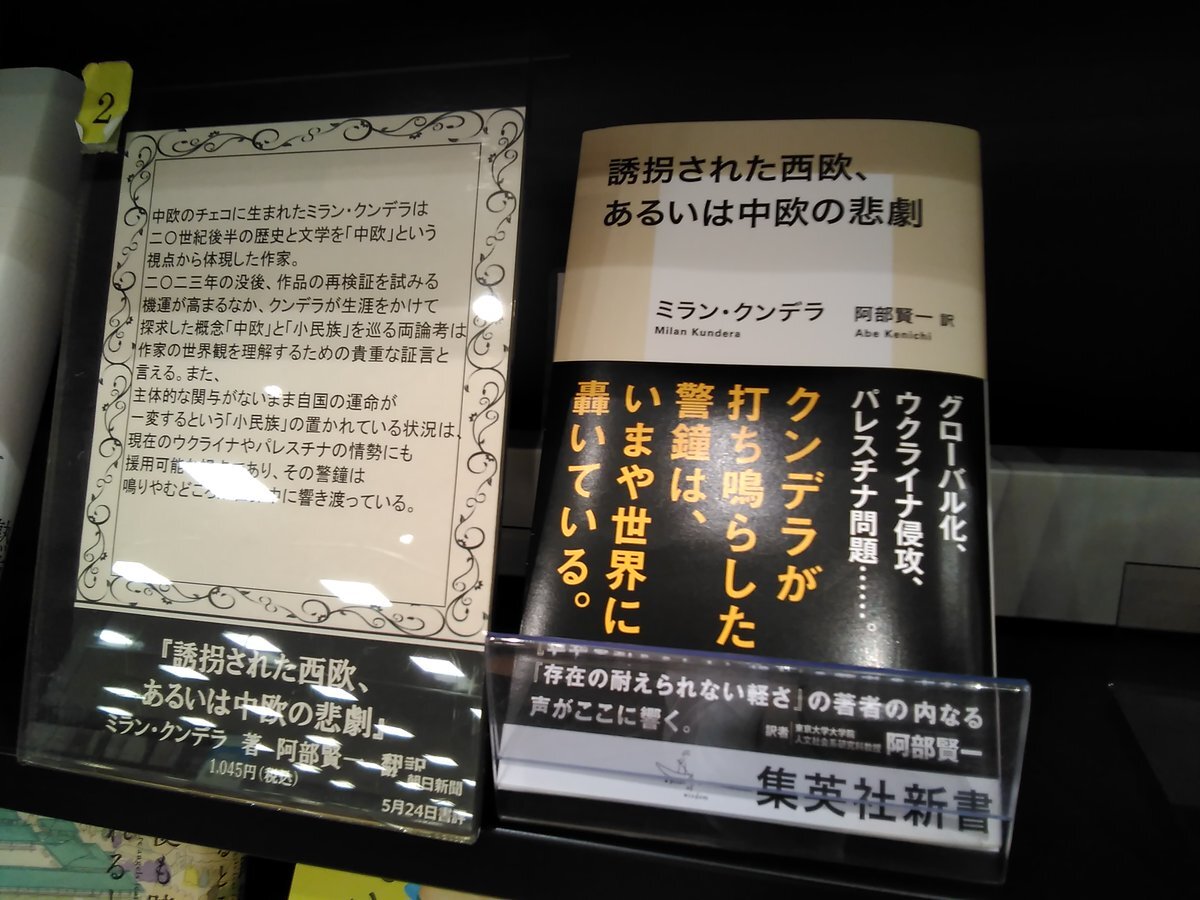 2
中欧のチェコに生まれたミラン・クンデラは
二〇世紀後半の歴史と文学を「中欧」という
視点から体現した作家。
二〇二三年の没後、作品の再検証を試みる
機運が高まるなか、クンデラが生涯をかけて
探求した概念「中欧」と「小民族」を巡る両論考は
作家の世界観を理解するための貴重な証言と
言える。また、
主体的な関与がないまま自国の運命が
一変するという「小民族」の置かれている状況は、
現在のウクライナやパレスチナの情勢にも
援用可能な であり、その警鐘は
鳴りやむどころ に響き渡っている。
『誘拐された西欧、
あるいは中欧の悲劇』
ミラン・クンデラ 著 阿部賢一 翻訳
1,045円(税込)
朝日新聞
5月24日書評
誘拐された西欧、
あるいは中欧の悲劇
ミラン・クンデラ
Milan Kundera
阿部賢一 訳
Abe Kenichi
グローバル化、
ウクライナ侵攻、
パレスチナ問題……。
クンデラが
打ち鳴らした
警鐘は、
いまや世界に
轟いている。
『存在の耐えられない軽さ』の著者の内なる
声がここに響く。
訳者 東京大学大学院
人文社会系研究科教授 阿部賢一
集英社新書